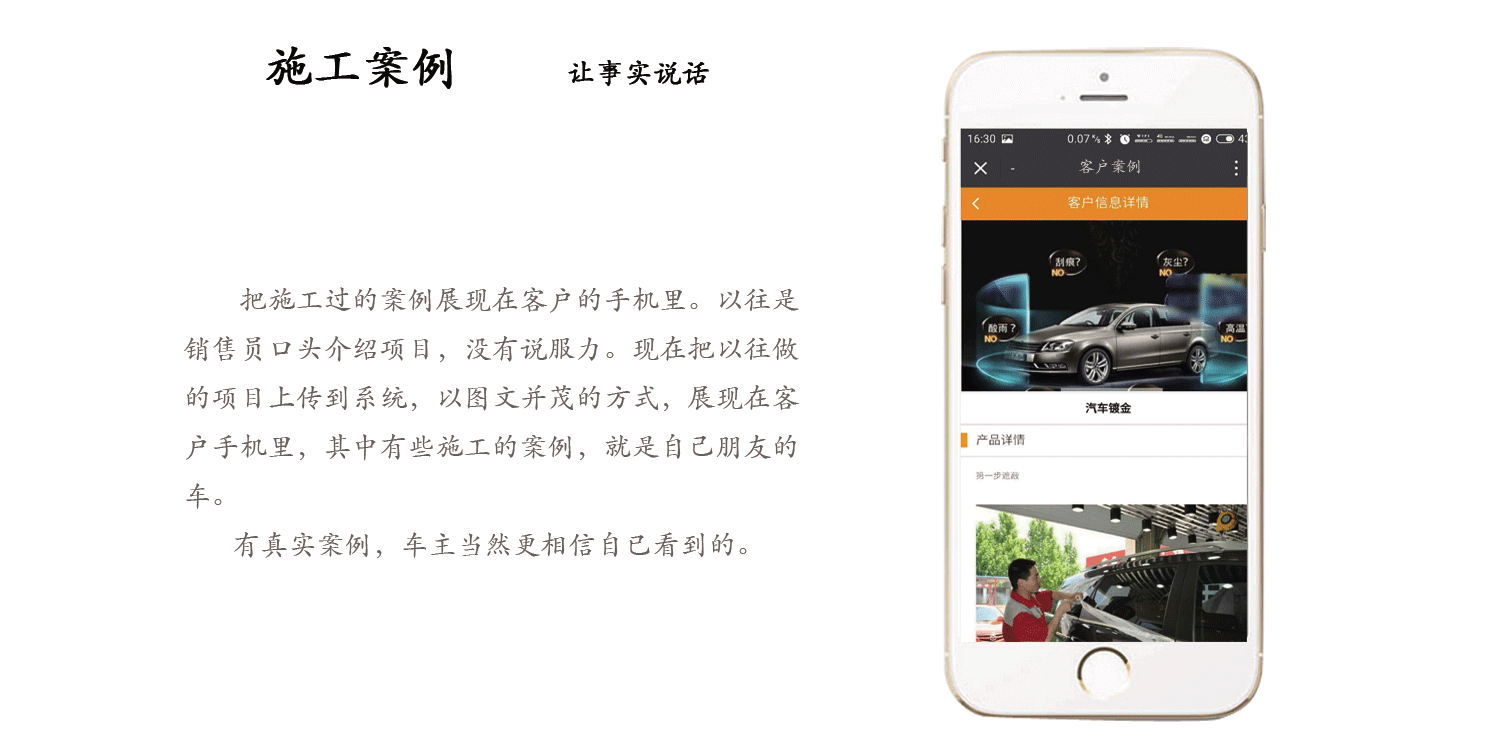 施工案例 让事实说话
把施工过的案例展现在客户的手机里。以往是
销售员口头介绍项目，没有说服力。现在把以往做
的项目上传到系统，以图文并茂的方式，展现在客
户手机里，其中有些施工的案例，就是自己朋友的
车。
有真实案例，车主当然更相信自己看到的。
16:30 0.07 K/s
客户案例
客户信息详情
刮痕？ 灰尘？
NO NO
酸雨？ 高温
NO NO
汽车镀金
产品详情
第一步遮蔽